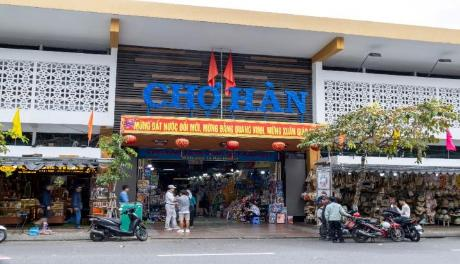 CHỢ HÀN
MỪNG ĐẤT NƯỚC ĐỔI MỚI, MỪNG ĐẢNG QUANG VINH, MỪNG XUÂN